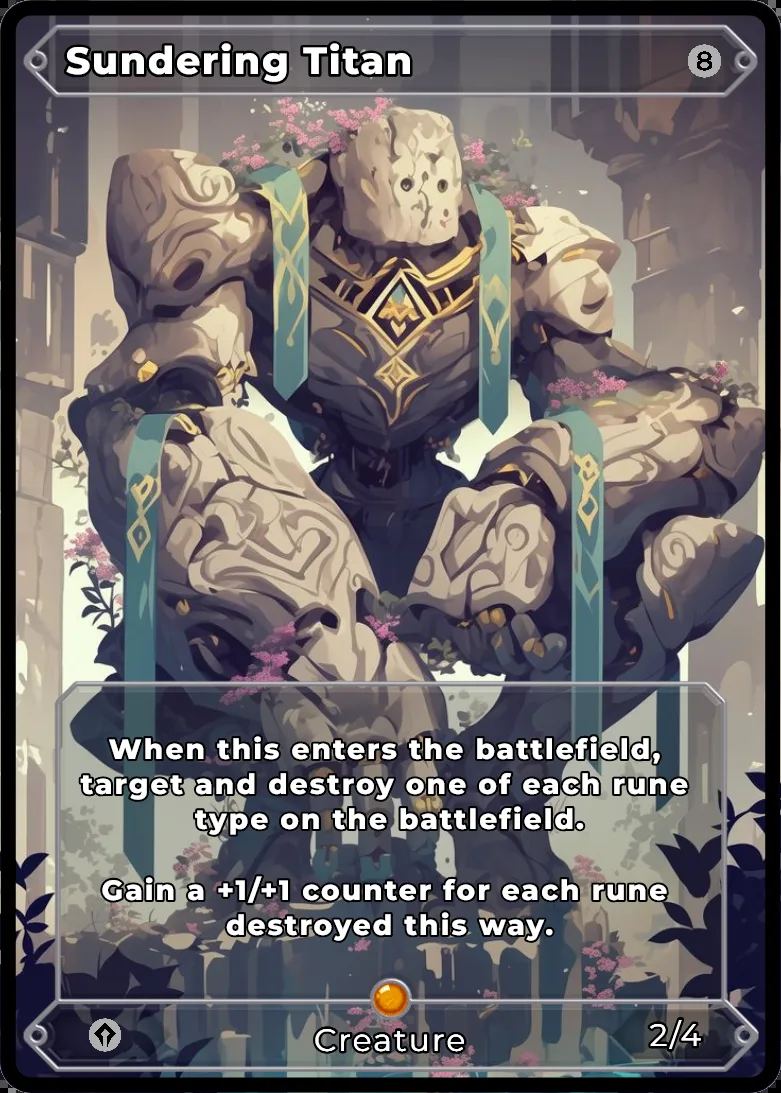 Sundering Titan
8
When this enters the battlefield,
target and destroy one of each rune
type on the battlefield.
Gain a +1/+1 counter for each rune
destroyed this way.
Creature
2/4